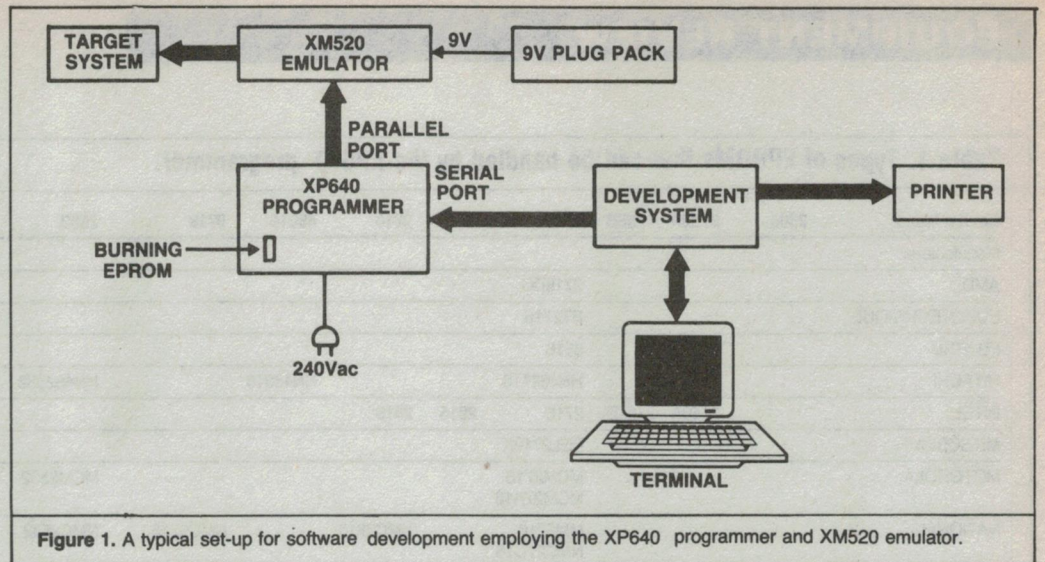 TARGET
SYSTEM
XM520
EMULATOR
9V
9V PLUG PACK
PARALLEL
PORT
XP640
PROGRAMMER
SERIAL
PORT
DEVELOPMENT
SYSTEM
PRINTER
BURNING
EPROM
240Vac
TERMINAL
Figure 1. A typical set-up for software development employing the XP640 programmer and XM520 emulator.